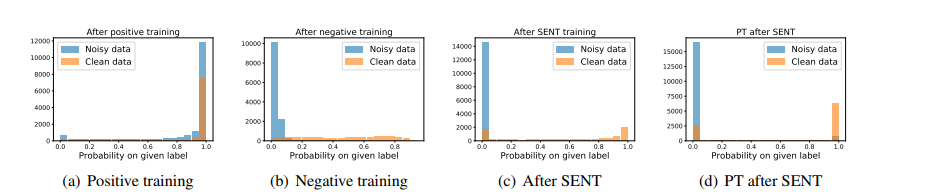 After positive training
12000
10000
8000
6000
4000
2000
0
Noisy data
Clean data
0.0 0.2 0.4 0.6 0.8 1.0
Probability on given label
(a) Positive training
After negative training
10000
8000
6000
4000
2000
0
Noisy data
Clean data
0.0 0.2 0.4 0.6 0.8
Probability on given label
(b) Negative training
After SENT training
14000
12000
10000
8000
6000
4000
2000
0
Noisy data
Clean data
0.0 0.2 0.4 0.6 0.8 1.0
Probability on given label
(c) After SENT
PT after SENT
15000
12500
10000
7500
5000
2500
0
Noisy data
Clean data
0.0 0.2 0.4 0.6 0.8 1.0
Probability on given label
(d) PT after SENT